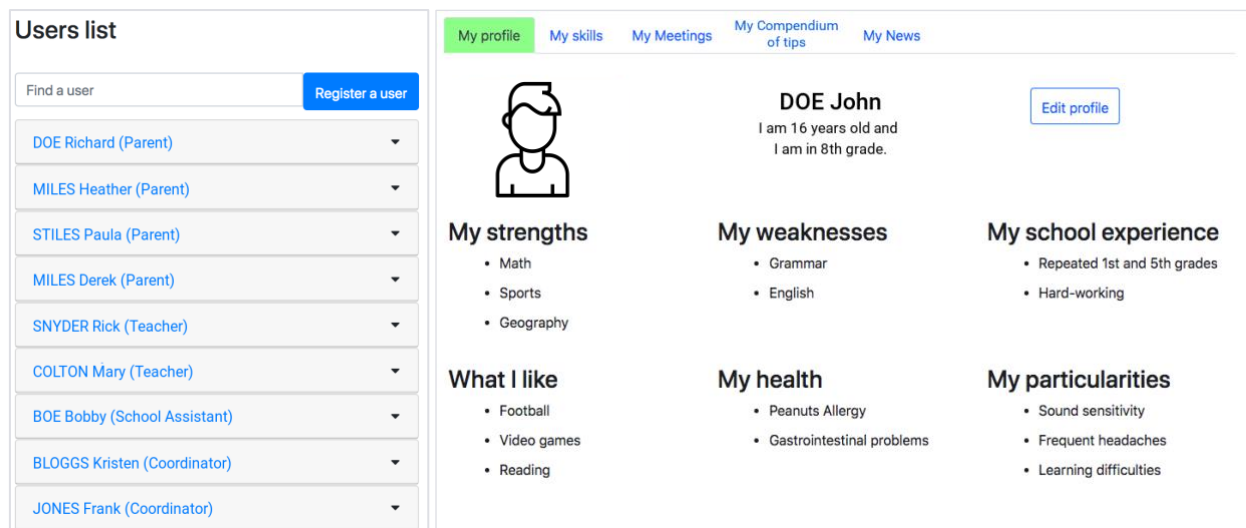 Users list
Find a user
Register a user
DOE Richard (Parent)
MILES Heather (Parent)
STILES Paula (Parent)
MILES Derek (Parent)
SNYDER Rick (Teacher)
COLTON Mary (Teacher)
BOE Bobby (School Assistant)
BLOGGS Kristen (Coordinator)
JONES Frank (Coordinator)
My profile
My skills
My Meetings
My Compendium
of tips
My News
DOE John
I am 16 years old and
I am in 8th grade.
Edit profile
My strengths
• Math
• Sports
• Geography
My weaknesses
• Grammar
• English
My school experience
• Repeated 1st and 5th grades
• Hard-working
What I like
• Football
• Video games
• Reading
My health
• Peanuts Allergy
• Gastrointestinal problems
My particularities
• Sound sensitivity
• Frequent headaches
• Learning difficulties